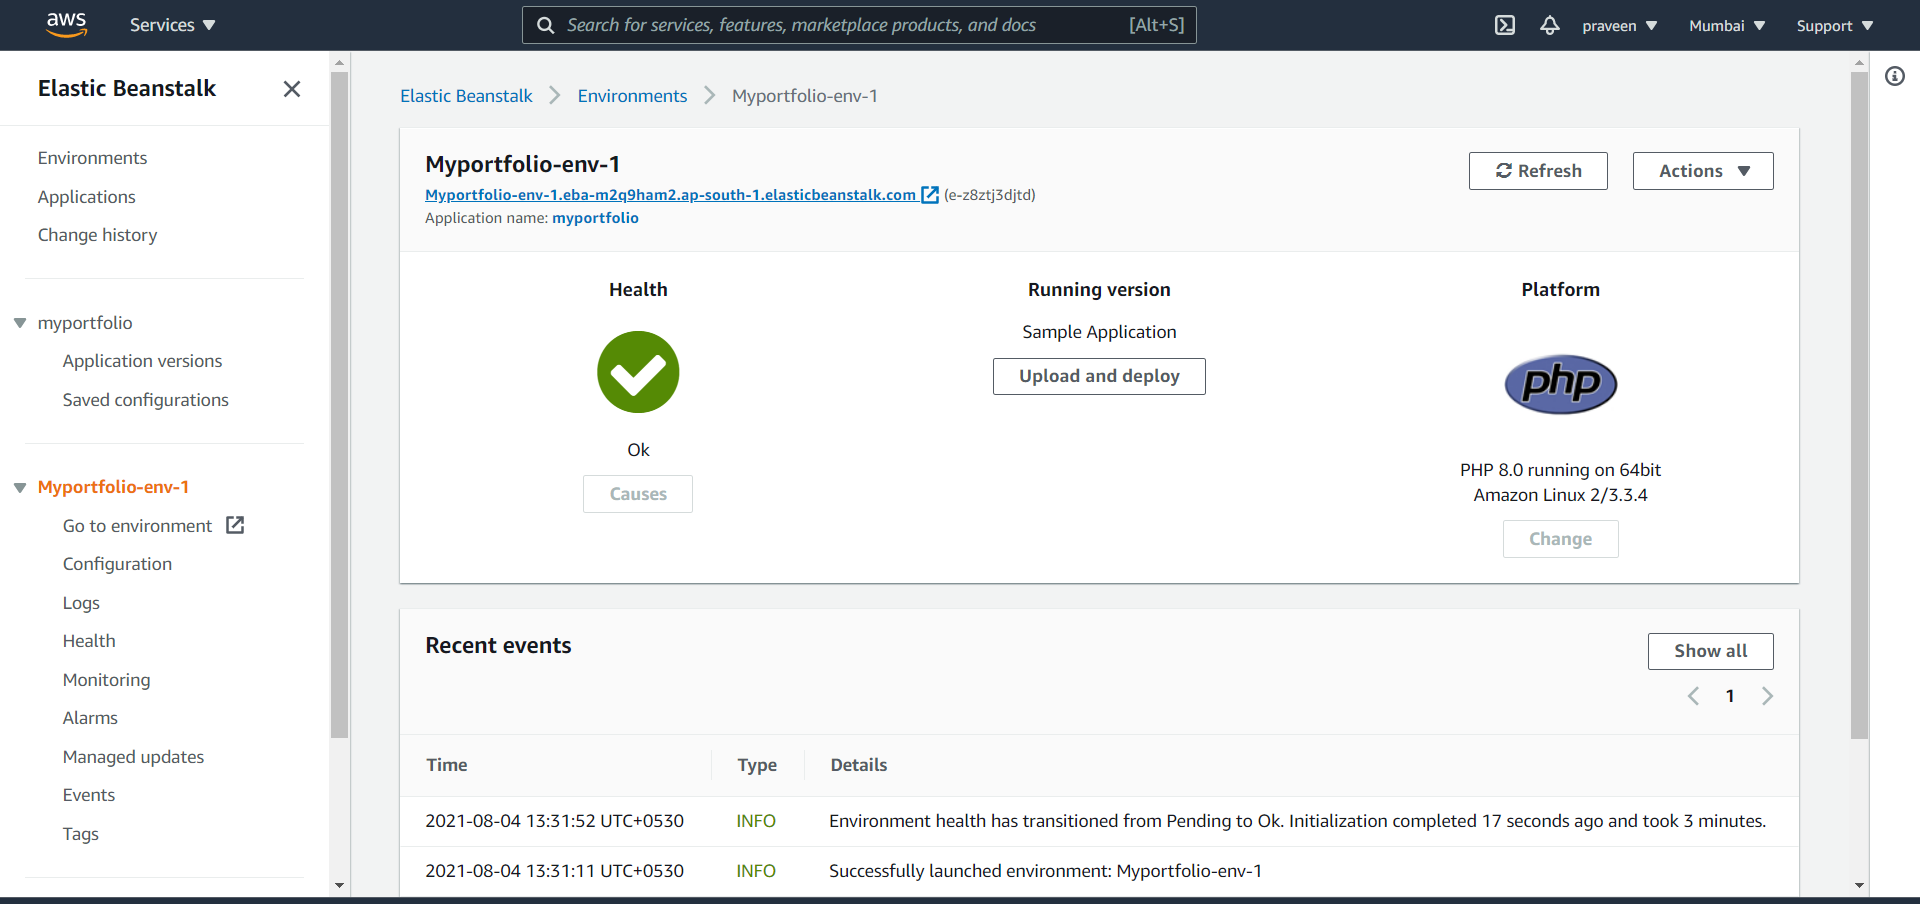 aws Services Search for services, features, marketplace products, and docs [Alt+S] praveen Mumbai Support
Elastic Beanstalk
Environments
Applications
Change history
myportfolio
Application versions
Saved configurations
Myportfolio-env-1
Go to environment
Configuration
Logs
Health
Monitoring
Alarms
Managed updates
Events
Tags
Elastic Beanstalk Environments Myportfolio-env-1
Myportfolio-env-1
Myportfolio-env-1.eba-m2q9ham2.ap-south-1.elasticbeanstalk.com (e-z8ztj3djtd)
Application name: myportfolio
Refresh Actions
Health
Ok
Causes
Running version
Sample Application
Upload and deploy
Platform
php
PHP 8.0 running on 64bit
Amazon Linux 2/3.3.4
Change
Recent events
Show all
1
Time Type Details
2021-08-04 13:31:52 UTC+0530 INFO Environment health has transitioned from Pending to Ok. Initialization completed 17 seconds ago and took 3 minutes.
2021-08-04 13:31:11 UTC+0530 INFO Successfully launched environment: Myportfolio-env-1